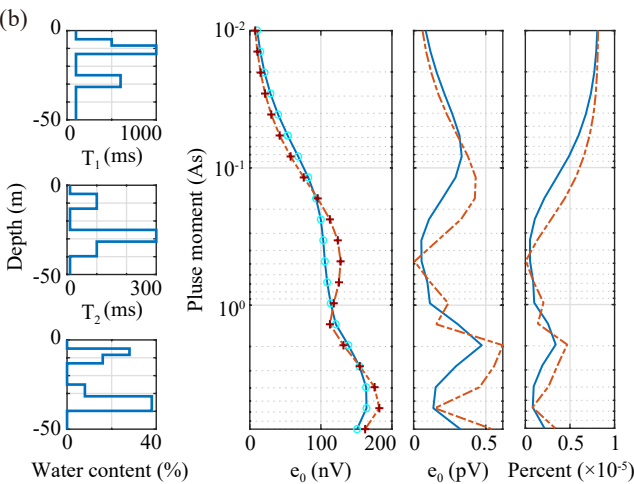 (b)
0
-50
0 1000
T1 (ms)
0
-50
0 300
T2 (ms)
0
-50
0 40
Water content (%)
Depth (m)
Pluse moment (As)
10-2
10-1
100
0 100 200
e0 (nV)
0 0.5
e0 (pV)
0 0.5 1
Percent (×10-5)